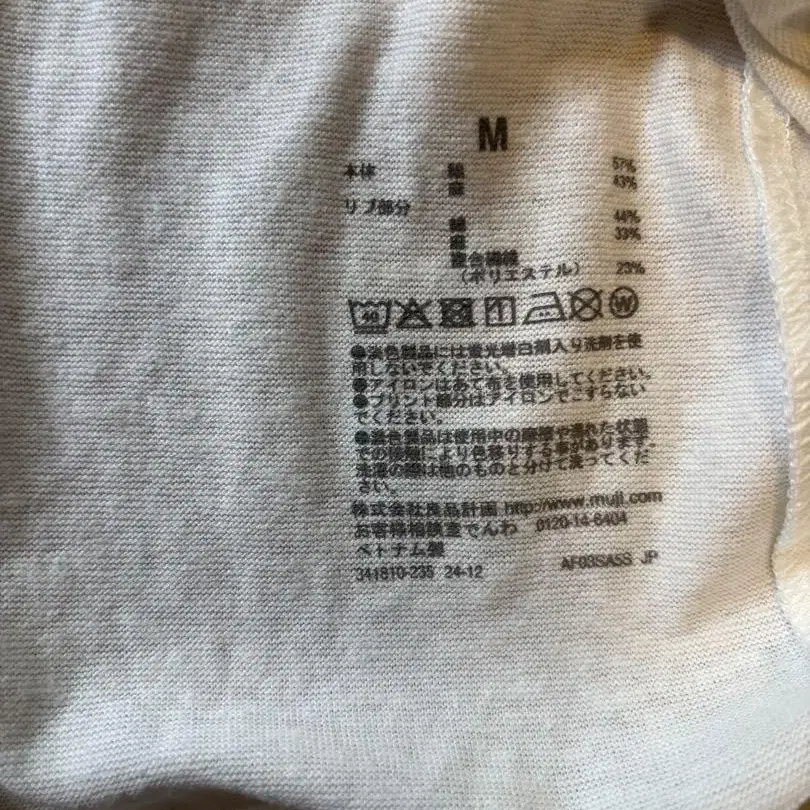 M
本体 綿 57%
麻 43%
リブ部分
綿 44%
麻 33%
複合繊維
(ポリエステル) 23%
40
W
●淡色製品には蛍光増白剤入り洗剤を使
用しないでください。
●アイロンはあて布を使用してください。
●プリント部分はアイロンでこすらない
でください。
●濃色製品は使用中の摩擦や濡れた状態
での接触により色移りする事があります。
洗濯の際は他のものと分けて洗ってくだ
さい。
株式会社良品計画 http://www.muji.com
お客様相談室でんわ 0120-14-6404
ベトナム製
341810-235 24-12 AF03SA5S JP